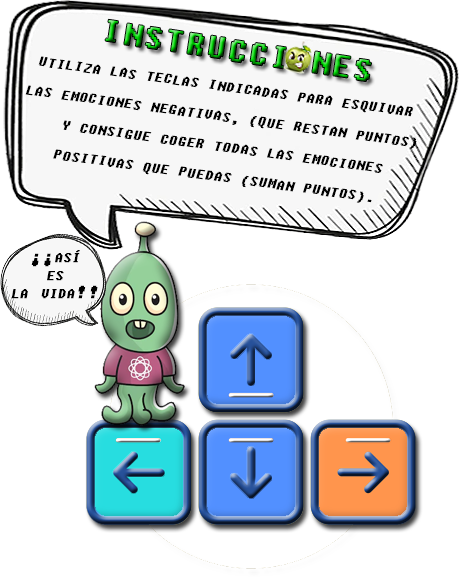 INSTRUCCIONES
UTILIZA LAS TECLAS INDICADAS PARA ESQUIVAR
LAS EMOCIONES NEGATIVAS, (QUE RESTAN PUNTOS)
Y CONSIGUE COGER TODAS LAS EMOCIONES
POSITIVAS QUE PUEDAS (SUMAN PUNTOS).
¡¡ASÍ
ES
LA VIDA!!